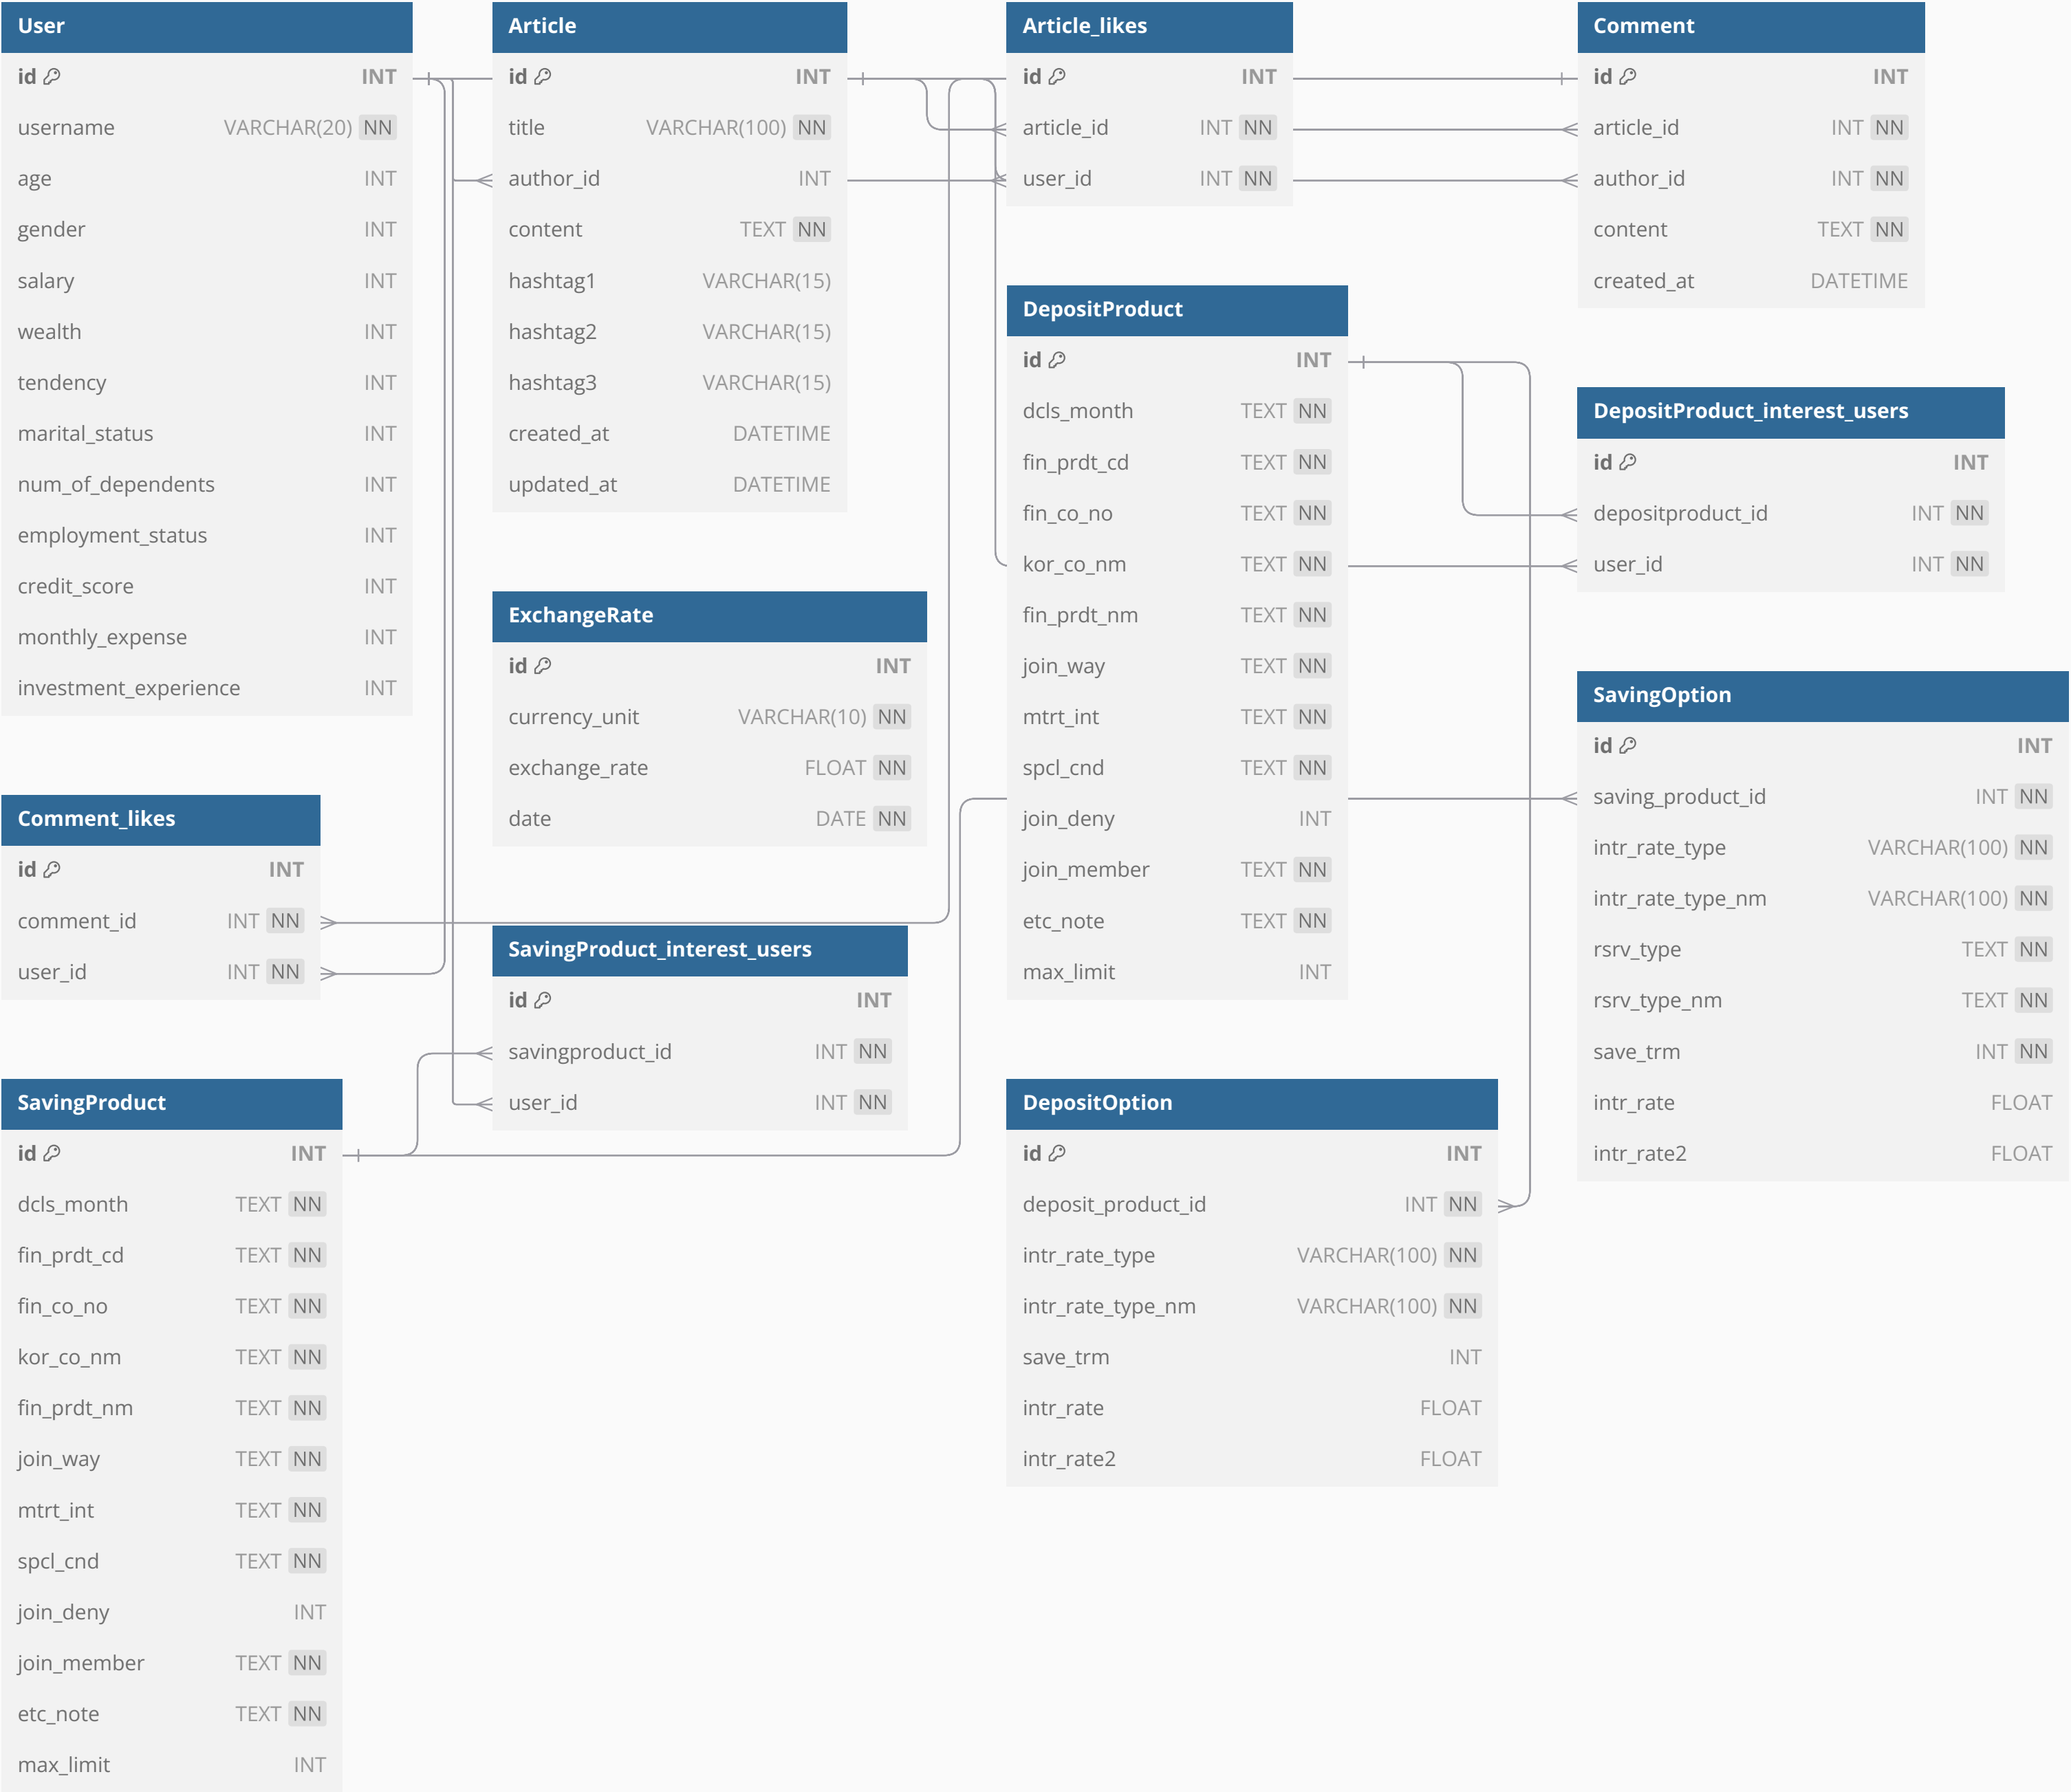 User
id INT
username VARCHAR(20) NN
age INT
gender INT
salary INT
wealth INT
tendency INT
marital_status INT
num_of_dependents INT
employment_status INT
credit_score INT
monthly_expense INT
investment_experience INT
Article
id INT
title VARCHAR(100) NN
author_id INT
content TEXT NN
hashtag1 VARCHAR(15)
hashtag2 VARCHAR(15)
hashtag3 VARCHAR(15)
created_at DATETIME
updated_at DATETIME
Article_likes
id INT
article_id INT NN
user_id INT NN
Comment
id INT
article_id INT NN
author_id INT NN
content TEXT NN
created_at DATETIME
DepositProduct
id INT
dcls_month TEXT NN
fin_prdt_cd TEXT NN
fin_co_no TEXT NN
kor_co_nm TEXT NN
fin_prdt_nm TEXT NN
join_way TEXT NN
mtrt_int TEXT NN
spcl_cnd TEXT NN
join_deny INT
join_member TEXT NN
etc_note TEXT NN
max_limit INT
DepositProduct_interest_users
id INT
depositproduct_id INT NN
user_id INT NN
ExchangeRate
id INT
currency_unit VARCHAR(10) NN
exchange_rate FLOAT NN
date DATE NN
SavingOption
id INT
saving_product_id INT NN
intr_rate_type VARCHAR(100) NN
intr_rate_type_nm VARCHAR(100) NN
rsrv_type TEXT NN
rsrv_type_nm TEXT NN
save_trm INT NN
intr_rate FLOAT
intr_rate2 FLOAT
Comment_likes
id INT
comment_id INT NN
user_id INT NN
SavingProduct_interest_users
id INT
savingproduct_id INT NN
user_id INT NN
SavingProduct
id INT
dcls_month TEXT NN
fin_prdt_cd TEXT NN
fin_co_no TEXT NN
kor_co_nm TEXT NN
fin_prdt_nm TEXT NN
join_way TEXT NN
mtrt_int TEXT NN
spcl_cnd TEXT NN
join_deny INT
join_member TEXT NN
etc_note TEXT NN
max_limit INT
DepositOption
id INT
deposit_product_id INT NN
intr_rate_type VARCHAR(100) NN
intr_rate_type_nm VARCHAR(100) NN
save_trm INT
intr_rate FLOAT
intr_rate2 FLOAT